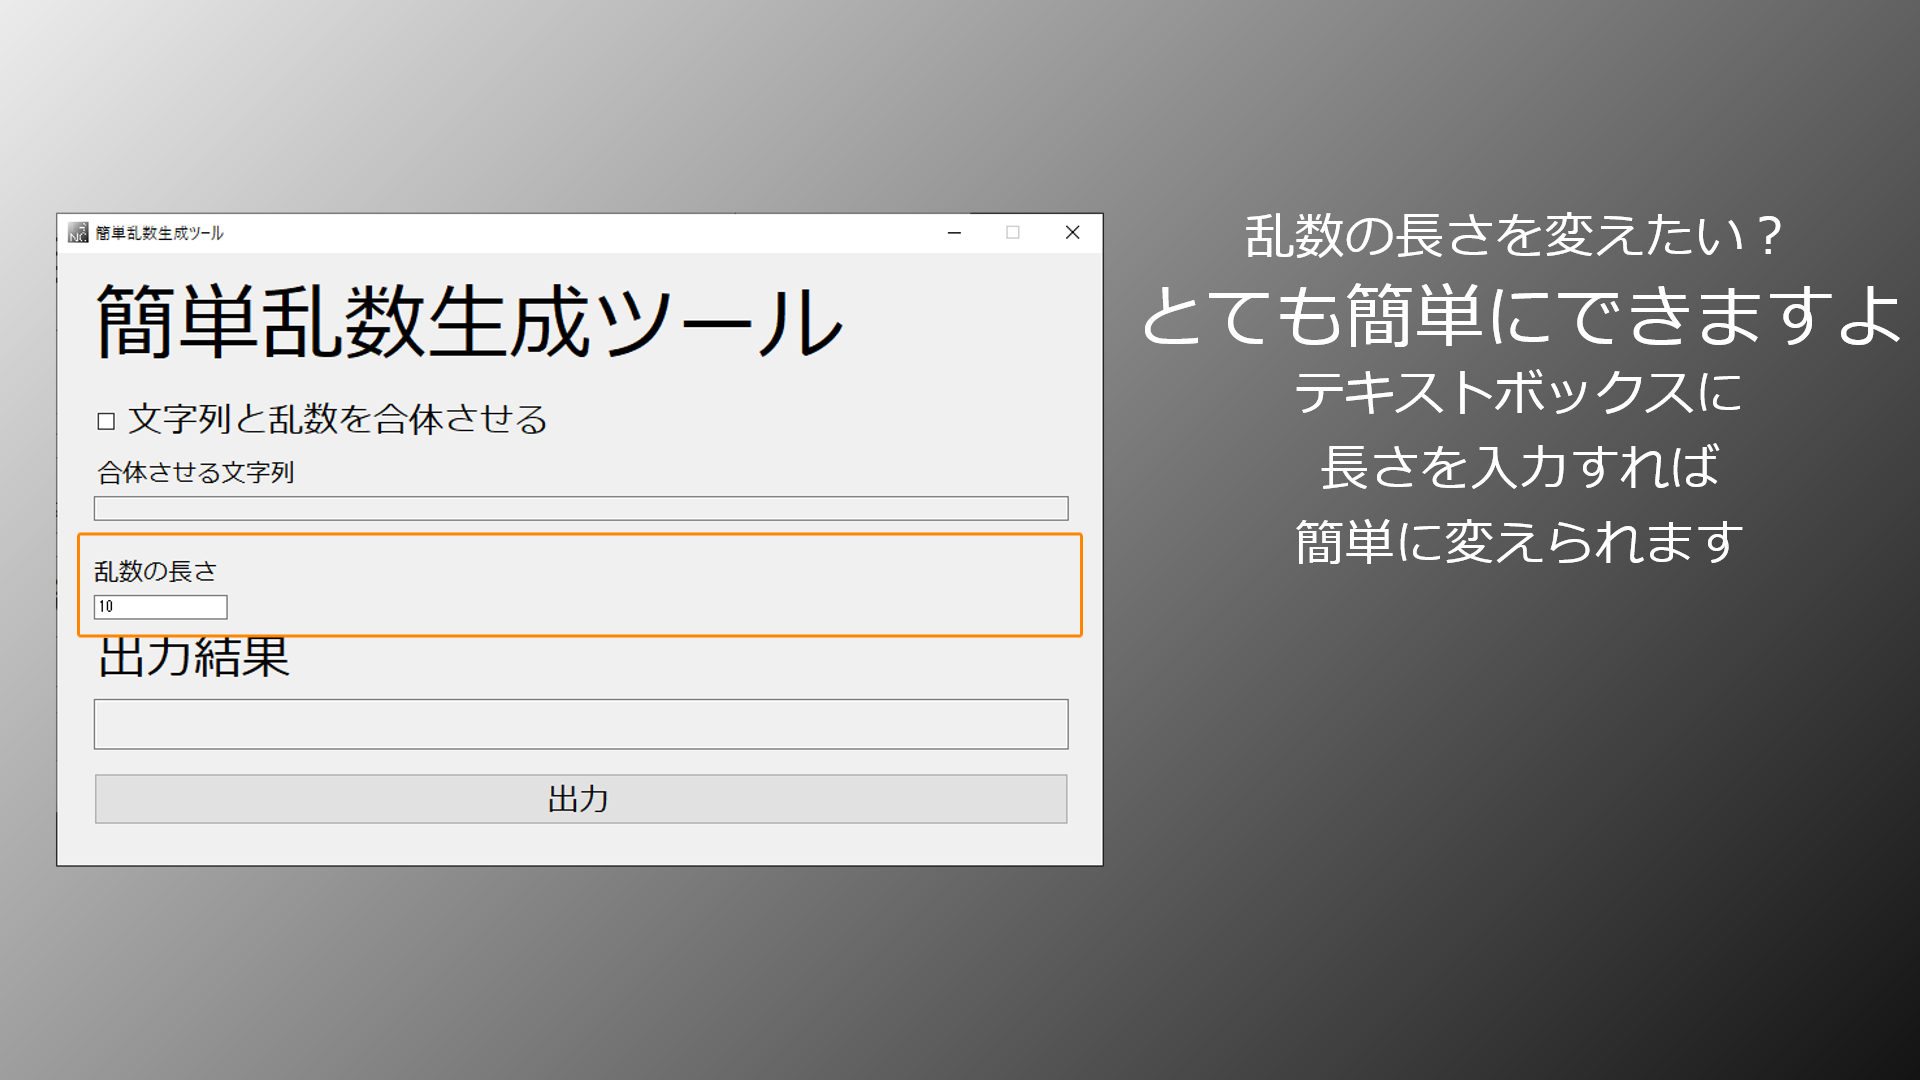 簡単乱数生成ツール
簡単乱数生成ツール
文字列と乱数を合体させる
合体させる文字列
乱数の長さ
10
出力結果
出力
乱数の長さを変えたい？
とても簡単にできますよ
テキストボックスに
長さを入力すれば
簡単に変えられます